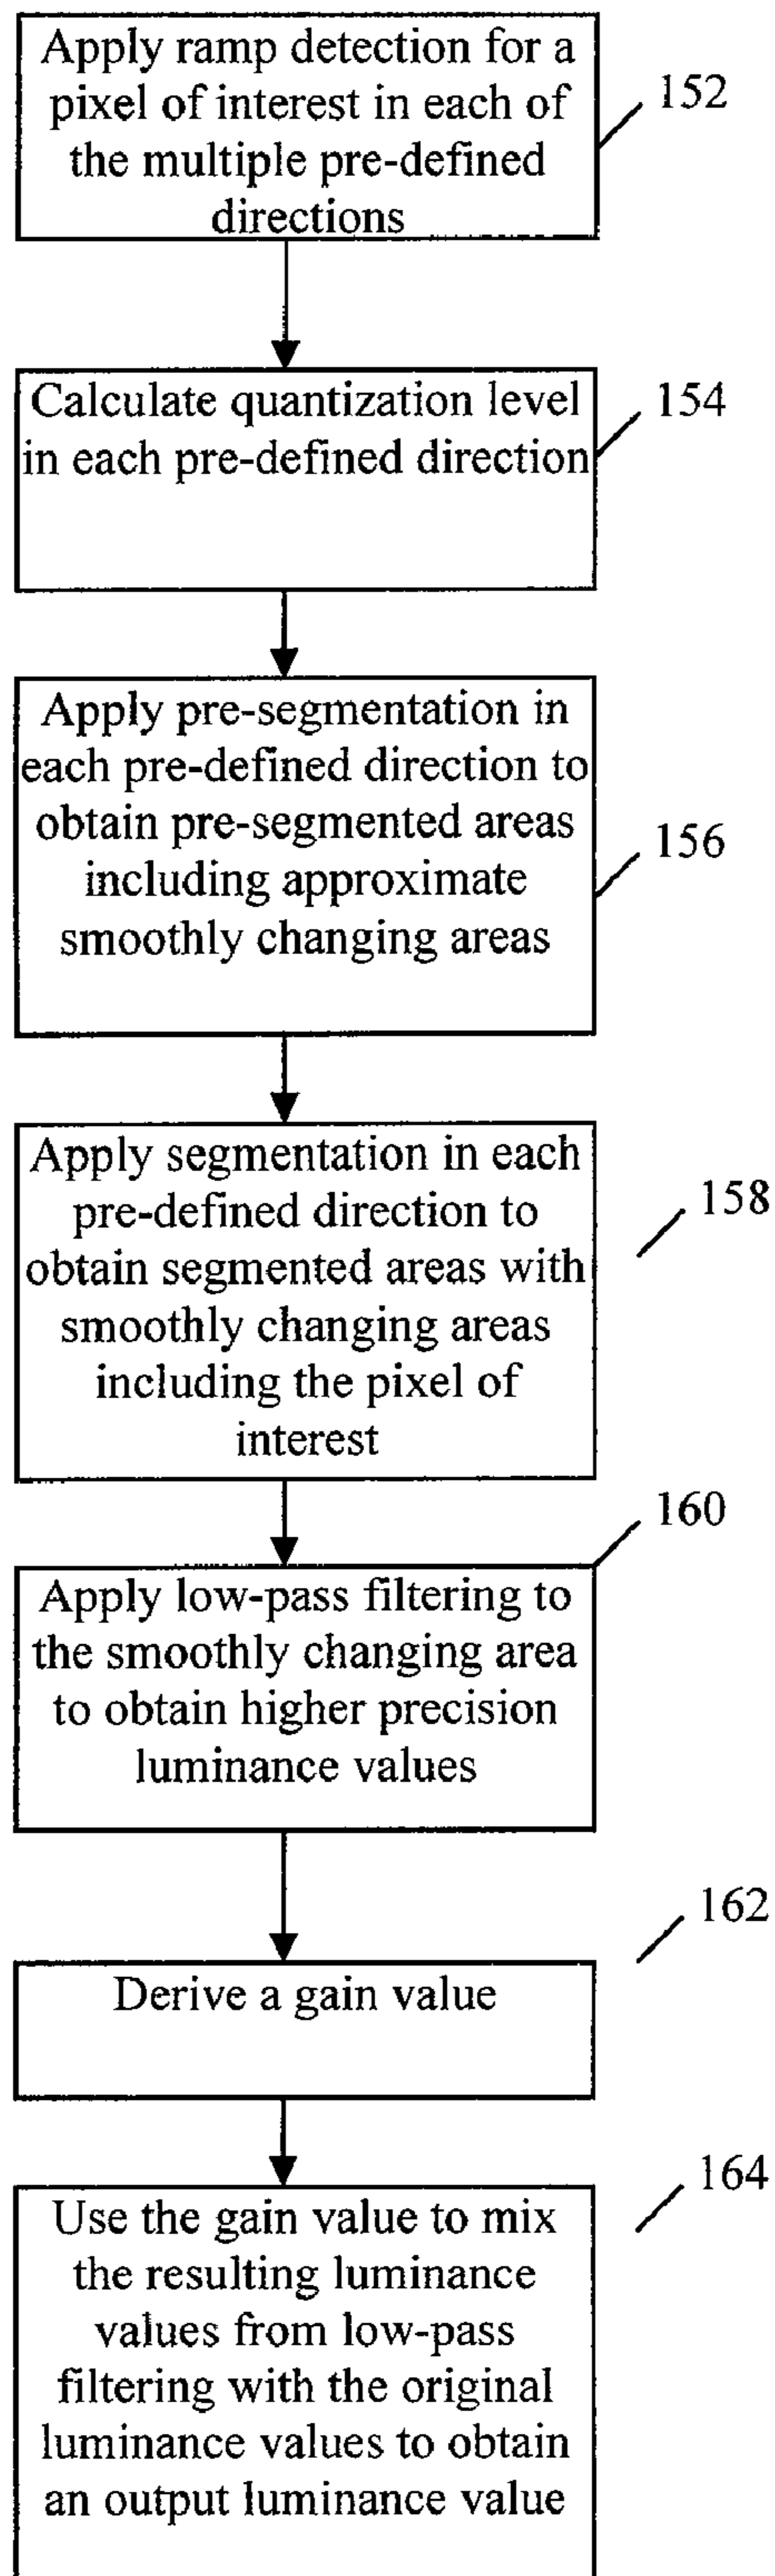 Apply ramp detection for a
pixel of interest in each of
the multiple pre-defined
directions
152
Calculate quantization level
in each pre-defined direction
154
Apply pre-segmentation in
each pre-defined direction to
obtain pre-segmented areas
including approximate
smoothly changing areas
156
Apply segmentation in each
pre-defined direction to
obtain segmented areas with
smoothly changing areas
including the pixel of
interest
158
160
Apply low-pass filtering to
the smoothly changing area
to obtain higher precision
luminance values
162
Derive a gain value
164
Use the gain value to mix
the resulting luminance
values from low-pass
filtering with the original
luminance values to obtain
an output luminance value